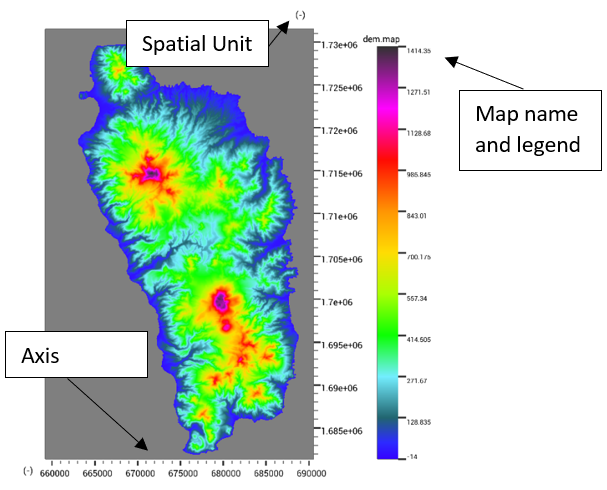 (-)
Spatial Unit
dem.map
1.73e+06
1414.35
1.725e+06
1271.51
Map name
and legend
1.72e+06
1128.68
1.715e+06
985.845
1.71e+06
843.01
1.705e+06
700.175
1.7e+06
557.34
1.695e+06
414.505
Axis
1.69e+06
271.67
128.835
1.685e+06
-14
(-)
660000 665000 670000 675000 680000 685000 690000